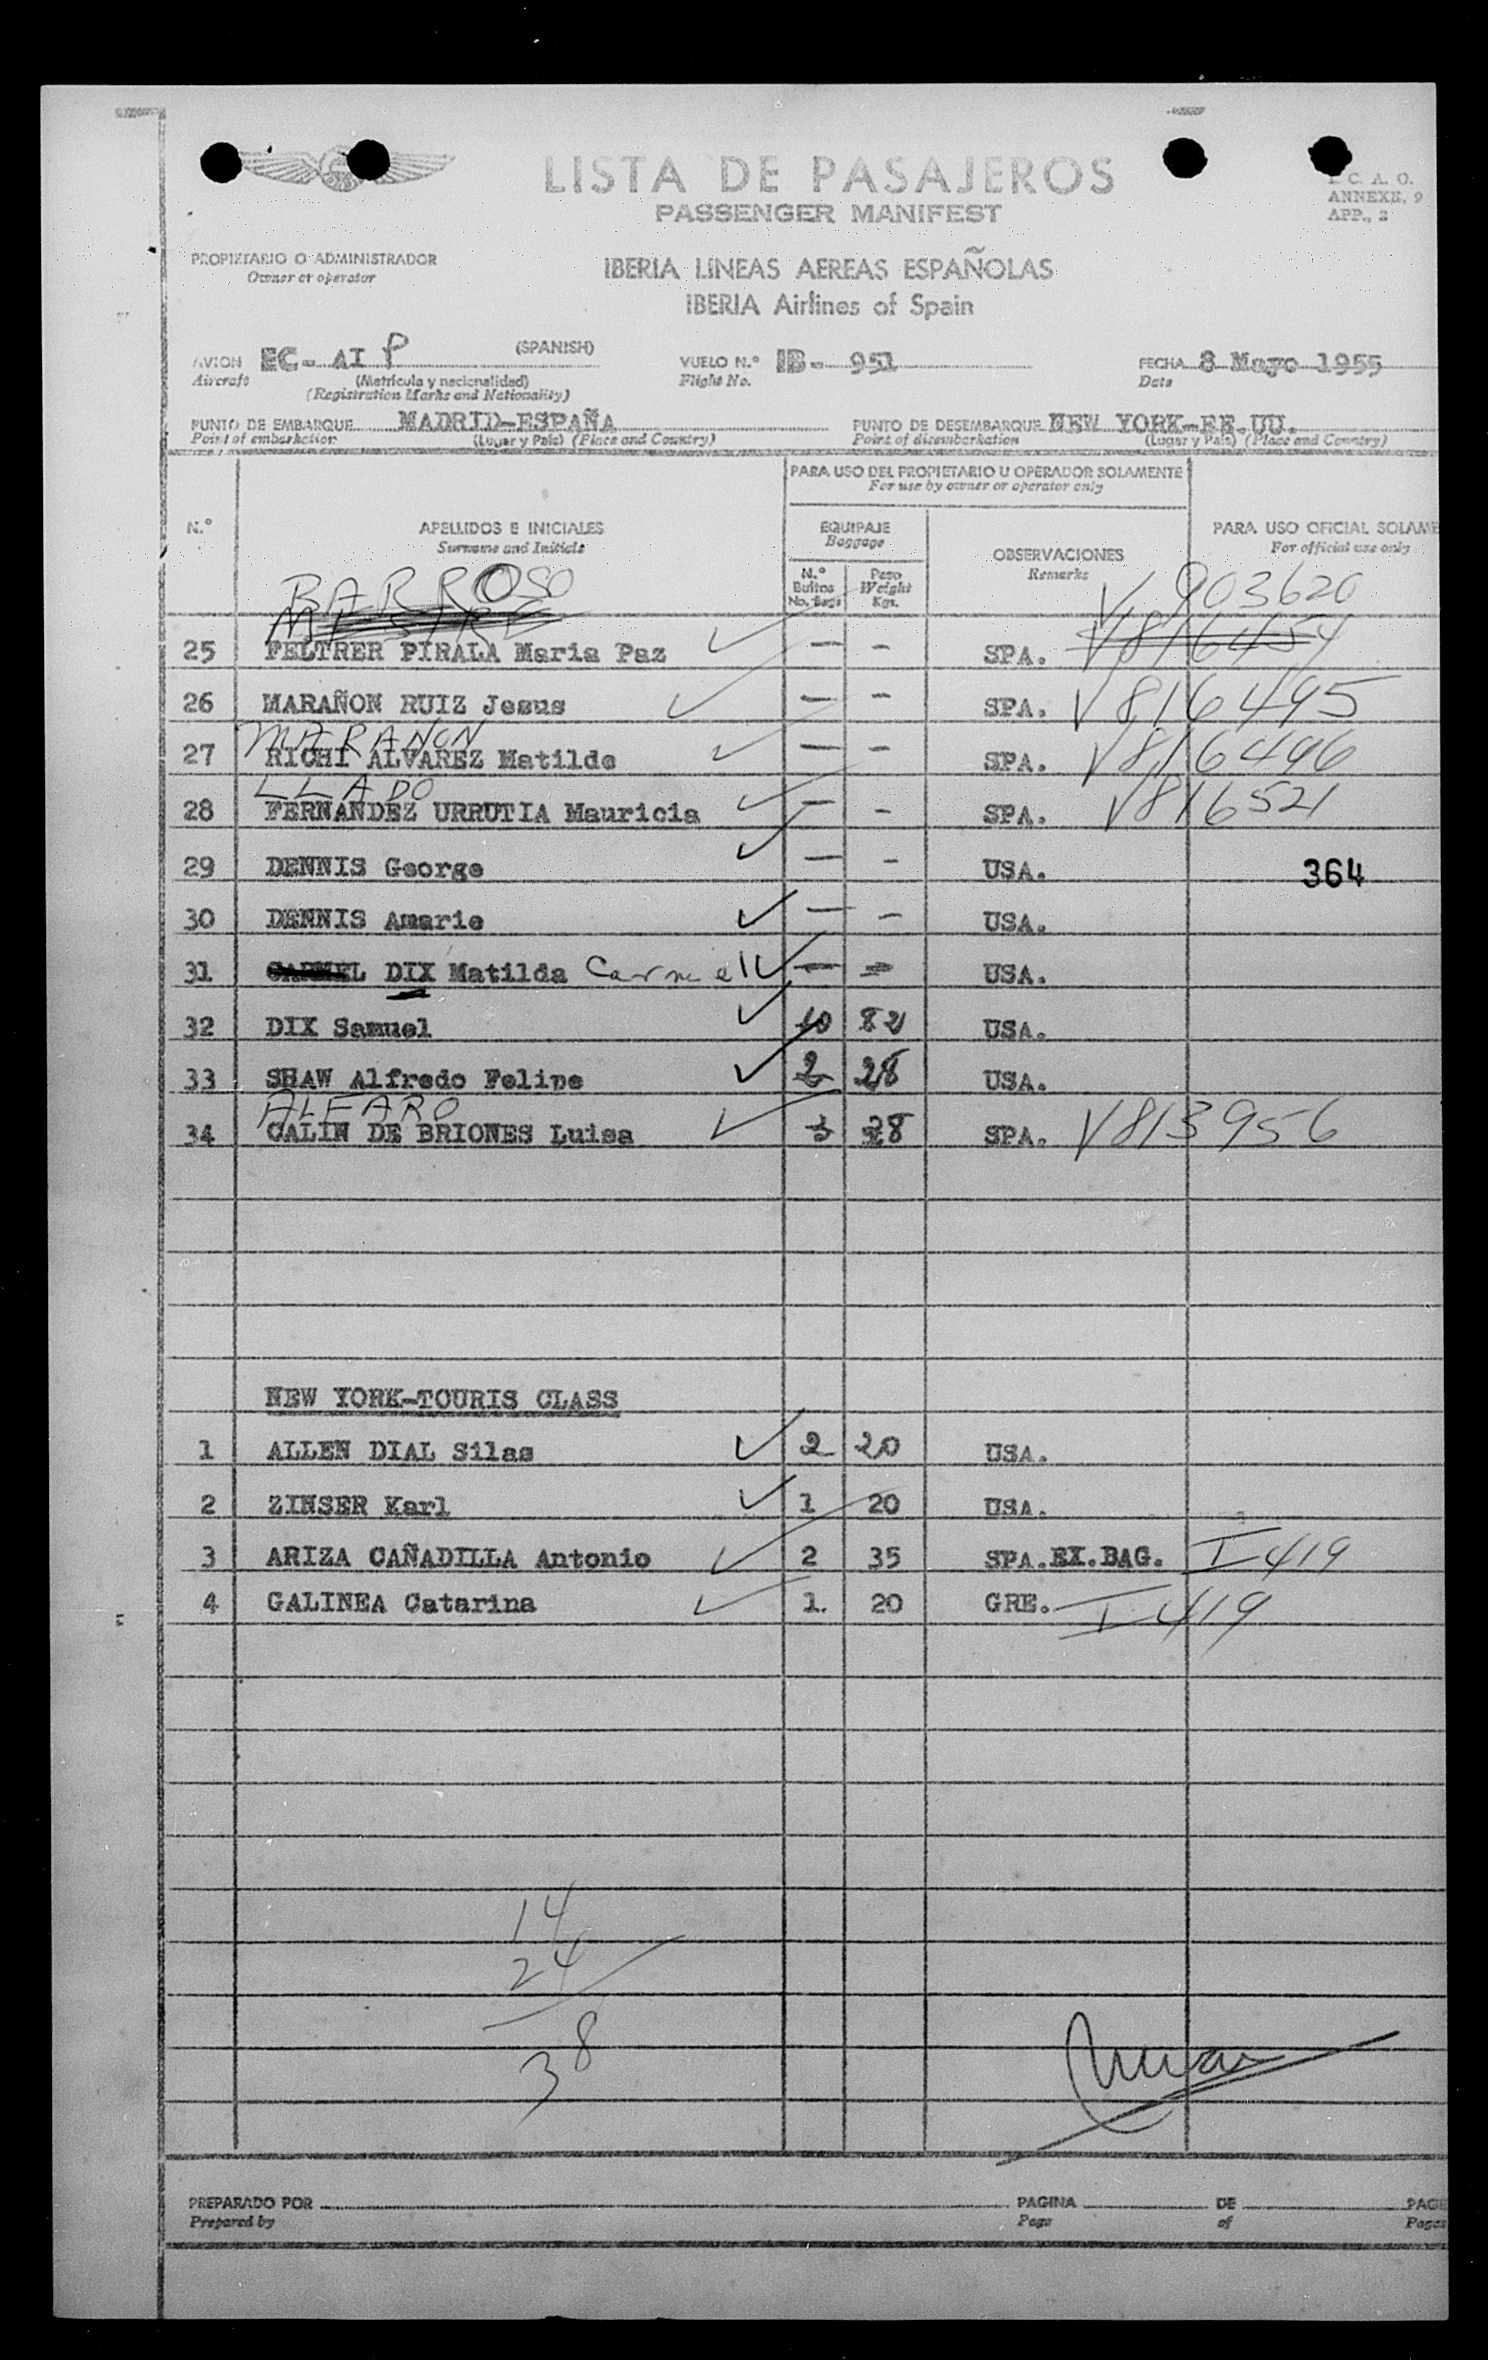 LISTA DE PASAJEROS
PASSENGER MANIFEST
I. C. A. O.
ANNEXE, 9
APP., 2
PROPIETARIO O ADMINISTRADOR
Owner or operator
IBERIA LINEAS AEREAS ESPAÑOLAS
IBERIA Airlines of Spain
AVION EC- AI P (SPANISH) VUELO N.° IB- 951 FECHA 8 Mayo 1955
Aircraft (Matricula y nacionalidad) Flight No. Date
(Registration Marks and Nationality)
PUNTO DE EMBARQUE MADRID-ESPAÑA PUNTO DE DESEMBARQUE NEW YORK-EE.UU.
Point of embarkation (Lugar y País) (Place and Country) Point of disembarkation (Lugar y País) (Place and Country)
PARA USO DEL PROPIETARIO U OPERADOR SOLAMENTE
For use by owner or operator only
N.° APELLIDOS E INICIALES EQUIPAJE PARA USO OFICIAL SOLAME
Surname and Initials Baggage OBSERVACIONES For official use only
Remarks
N.° Bultos No. Bags Peso Weight Kgs.
BARROSO V 903620
V816454
25 FELTRER PIRALA Maria Paz — - SPA.
26 MARAÑON RUIZ Jesus — - SPA. V816495
MARAÑON
27 RICHI ALVAREZ Matilde — - SPA. V816496
LLADO
28 FERNANDEZ URRUTIA Mauricia — - SPA. V816521
29 DENNIS George — - USA. 364
30 DENNIS Amarie — - USA.
31 CARMEL DIX Matilda Carmel — - USA.
32 DIX Samuel 10 82 USA.
33 SHAW Alfredo Felipe 2 28 USA.
ALFARO
34 CALIN DE BRIONES Luisa 3 28 SPA. V813956
NEW YORK-TOURIS CLASS
1 ALLEN DIAL Silas 2 20 USA.
2 ZINSER Karl 1 20 USA.
3 ARIZA CAÑADILLA Antonio 2 35 SPA. EX.BAG. I-419
4 GALINEA Catarina 1. 20 GRE. I-419
14
24
38
PREPARADO POR PAGINA DE PAGE
Prepared by Page of Pages